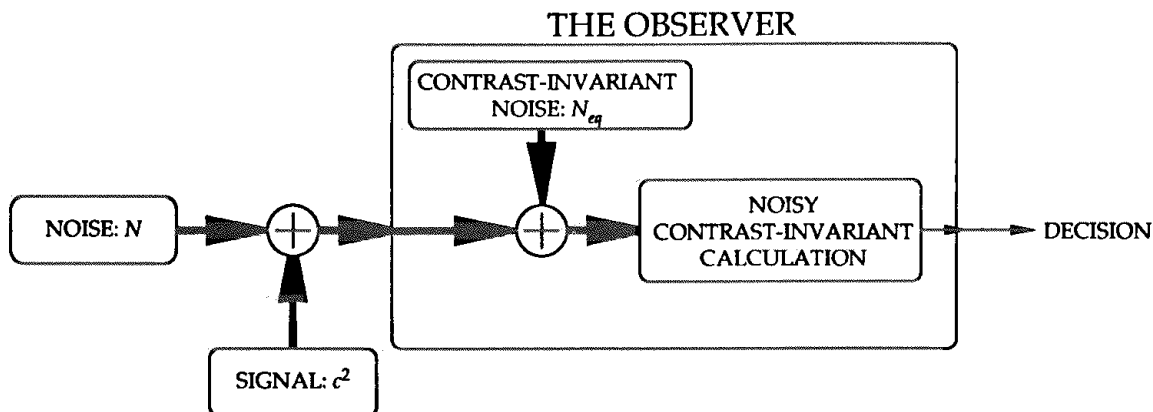 THE OBSERVER
CONTRAST-INVARIANT
NOISE: N_eq
NOISE: N
NOISY
CONTRAST-INVARIANT
CALCULATION
DECISION
SIGNAL: c²